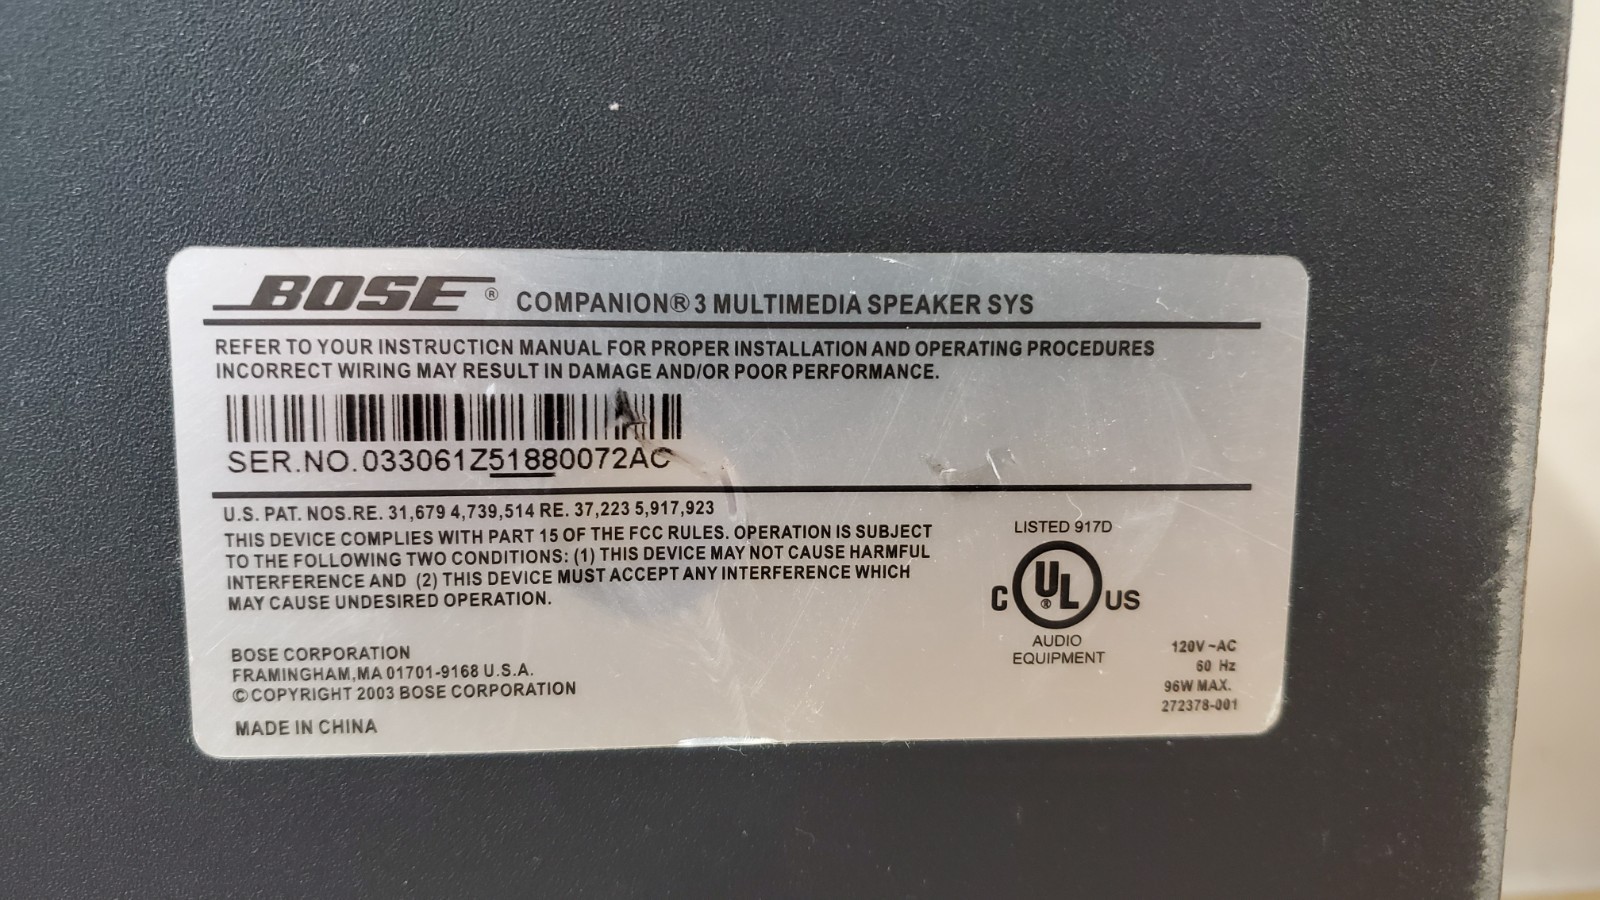 BOSE® COMPANION® 3 MULTIMEDIA SPEAKER SYS
REFER TO YOUR INSTRUCTION MANUAL FOR PROPER INSTALLATION AND OPERATING PROCEDURES
INCORRECT WIRING MAY RESULT IN DAMAGE AND/OR POOR PERFORMANCE.
SER.NO.033061Z51880072AC
U.S. PAT. NOS.RE. 31,679 4,739,514 RE. 37,223 5,917,923
THIS DEVICE COMPLIES WITH PART 15 OF THE FCC RULES. OPERATION IS SUBJECT
TO THE FOLLOWING TWO CONDITIONS: (1) THIS DEVICE MAY NOT CAUSE HARMFUL
INTERFERENCE AND (2) THIS DEVICE MUST ACCEPT ANY INTERFERENCE WHICH
MAY CAUSE UNDESIRED OPERATION.
BOSE CORPORATION
FRAMINGHAM,MA 01701-9168 U.S.A.
© COPYRIGHT 2003 BOSE CORPORATION
MADE IN CHINA
LISTED 917D
C UL® US
AUDIO
EQUIPMENT
120V~AC
60 Hz
96W MAX.
272378-001